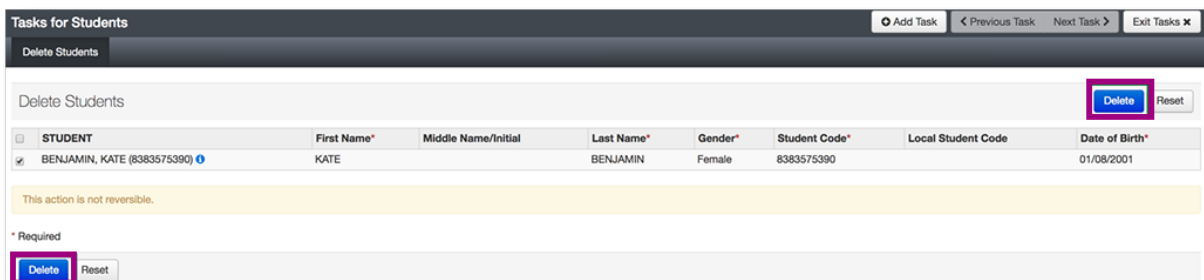 Tasks for Students Add Task Previous Task Next Task Exit Tasks x
Delete Students
Delete Students Delete Reset
STUDENT First Name* Middle Name/Initial Last Name* Gender* Student Code* Local Student Code Date of Birth*
BENJAMIN, KATE (8383575390) KATE BENJAMIN Female 8383575390 01/08/2001
This action is not reversible.
* Required
Delete Reset